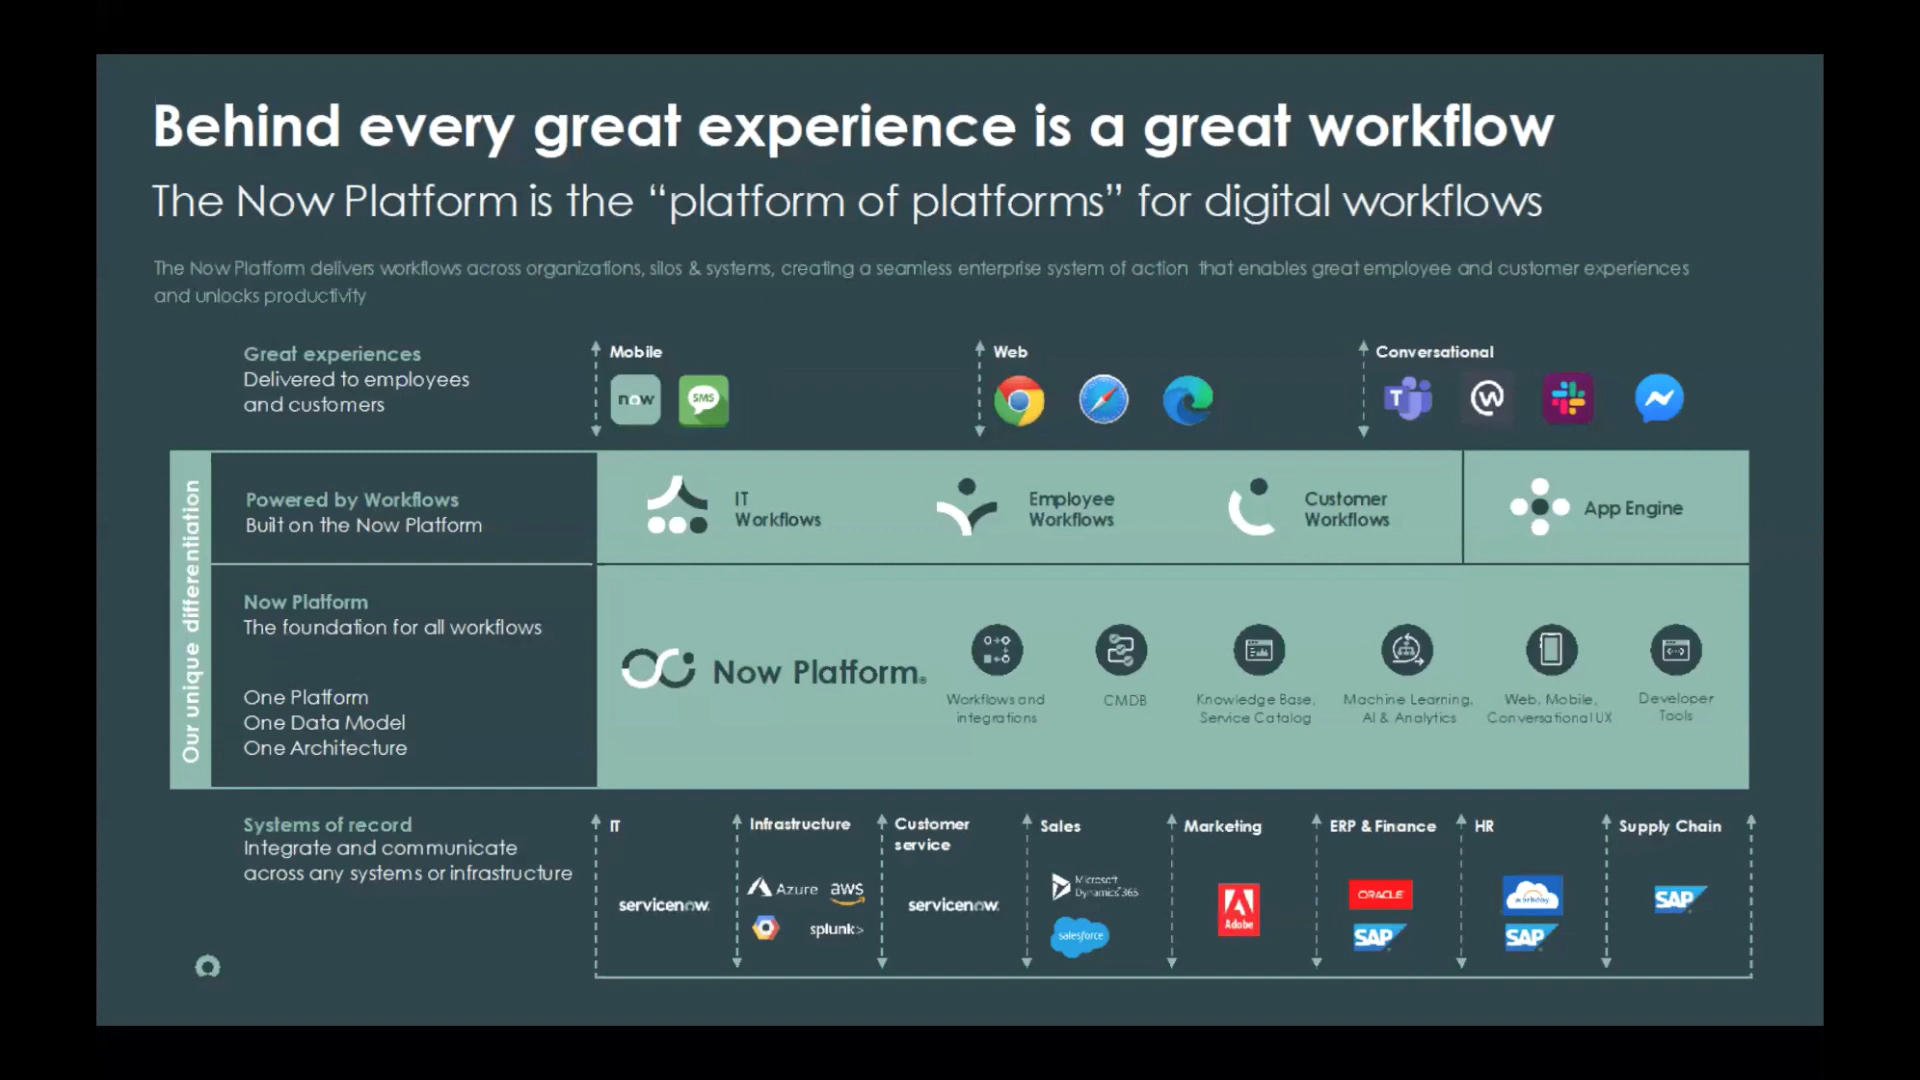 Behind every great experience is a great workflow
The Now Platform is the “platform of platforms” for digital workflows
The Now Platform delivers workflows across organizations, silos & systems, creating a seamless enterprise system of action that enables great employee and customer experiences
and unlocks productivity
Great experiences
Delivered to employees
and customers
Mobile
now
SMS
Web
Conversational
T
Our unique differentiation
Powered by Workflows
Built on the Now Platform
IT
Workflows
Employee
Workflows
Customer
Workflows
App Engine
Now Platform
The foundation for all workflows
One Platform
One Data Model
One Architecture
Now Platform®
Workflows and
integrations
CMDB
Knowledge Base,
Service Catalog
Machine Learning,
AI & Analytics
Web, Mobile,
Conversational UX
Developer
Tools
Systems of record
Integrate and communicate
across any systems or infrastructure
IT
servicenow.
Infrastructure
Azure
aws
splunk>
Customer
service
servicenow.
Sales
Microsoft
Dynamics 365
salesforce
Marketing
Adobe
ERP & Finance
ORACLE
SAP
HR
workday
SAP
Supply Chain
SAP